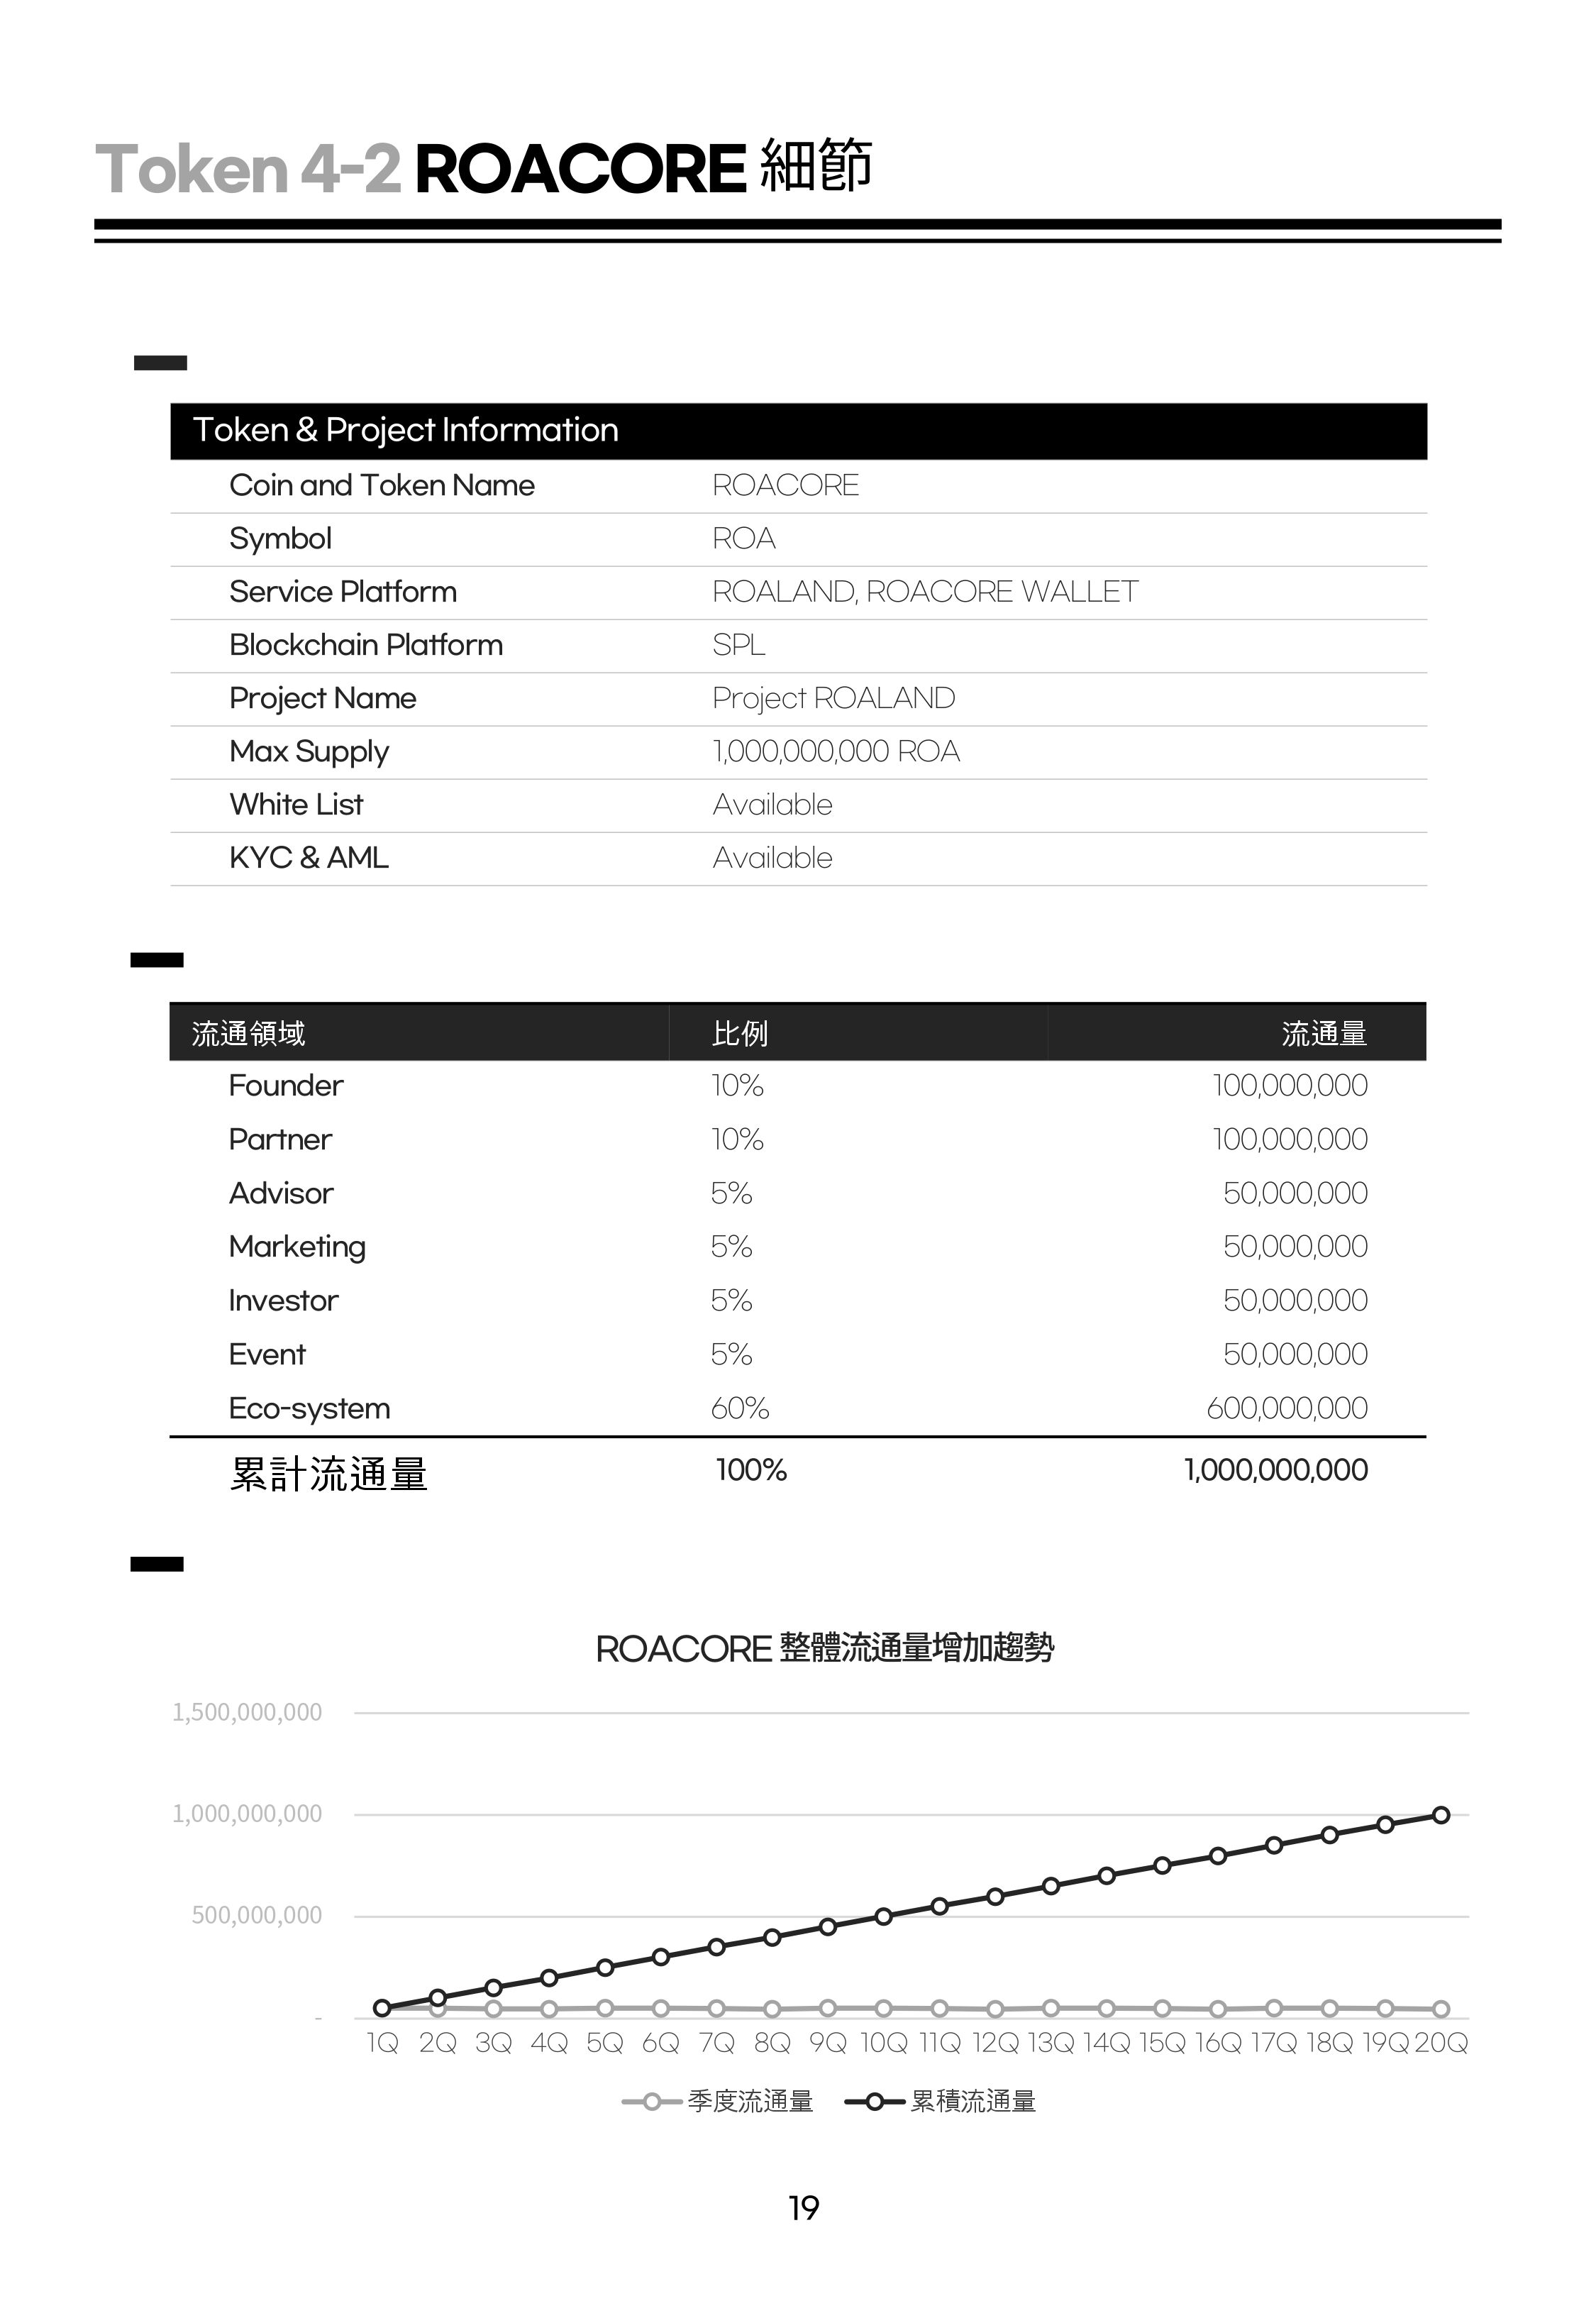 Token 4-2 ROACORE 細節
Token & Project Information
Coin and Token Name ROACORE
Symbol ROA
Service Platform ROALAND, ROACORE WALLET
Blockchain Platform SPL
Project Name Project ROALAND
Max Supply 1,000,000,000 ROA
White List Available
KYC & AML Available
流通領域 比例 流通量
Founder 10% 100,000,000
Partner 10% 100,000,000
Advisor 5% 50,000,000
Marketing 5% 50,000,000
Investor 5% 50,000,000
Event 5% 50,000,000
Eco-system 60% 600,000,000
累計流通量 100% 1,000,000,000
ROACORE 整體流通量增加趨勢
1,500,000,000
1,000,000,000
500,000,000
-
1Q 2Q 3Q 4Q 5Q 6Q 7Q 8Q 9Q 10Q 11Q 12Q 13Q 14Q 15Q 16Q 17Q 18Q 19Q 20Q
季度流通量 累積流通量
19